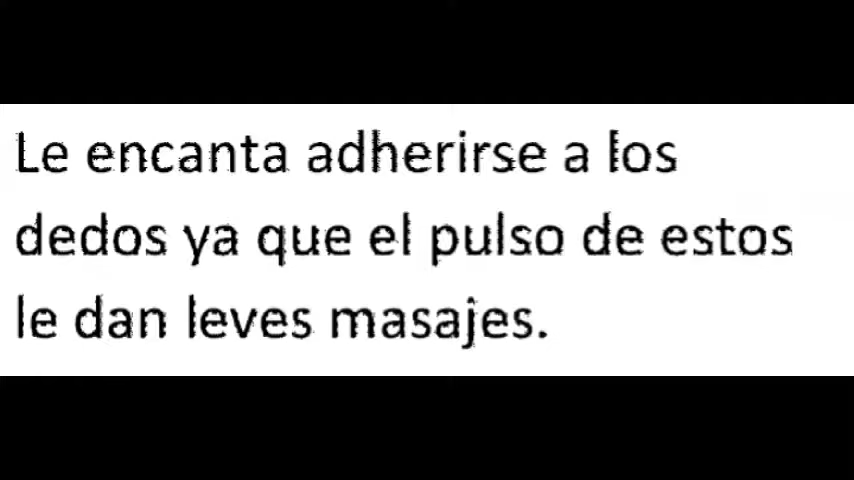 Le encanta adherirse a los
dedos ya que el pulso de estos
le dan leves masajes.